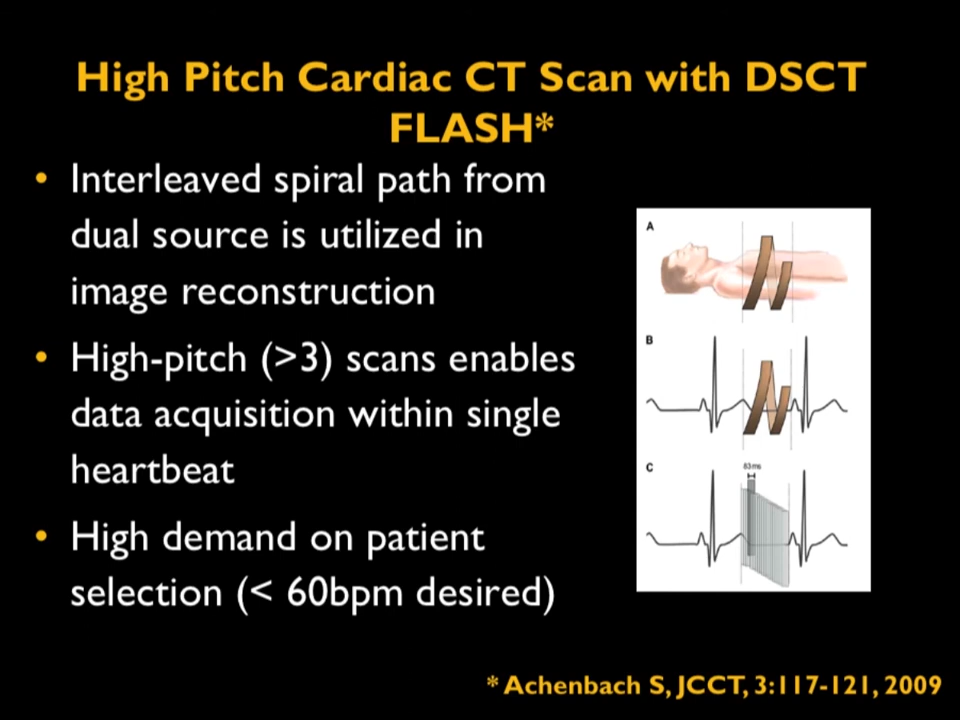 High Pitch Cardiac CT Scan with DSCT
FLASH*
• Interleaved spiral path from
dual source is utilized in
image reconstruction
• High-pitch (>3) scans enables
data acquisition within single
heartbeat
• High demand on patient
selection (< 60bpm desired)
A
B
C
83ms
* Achenbach S, JCCT, 3:117-121, 2009